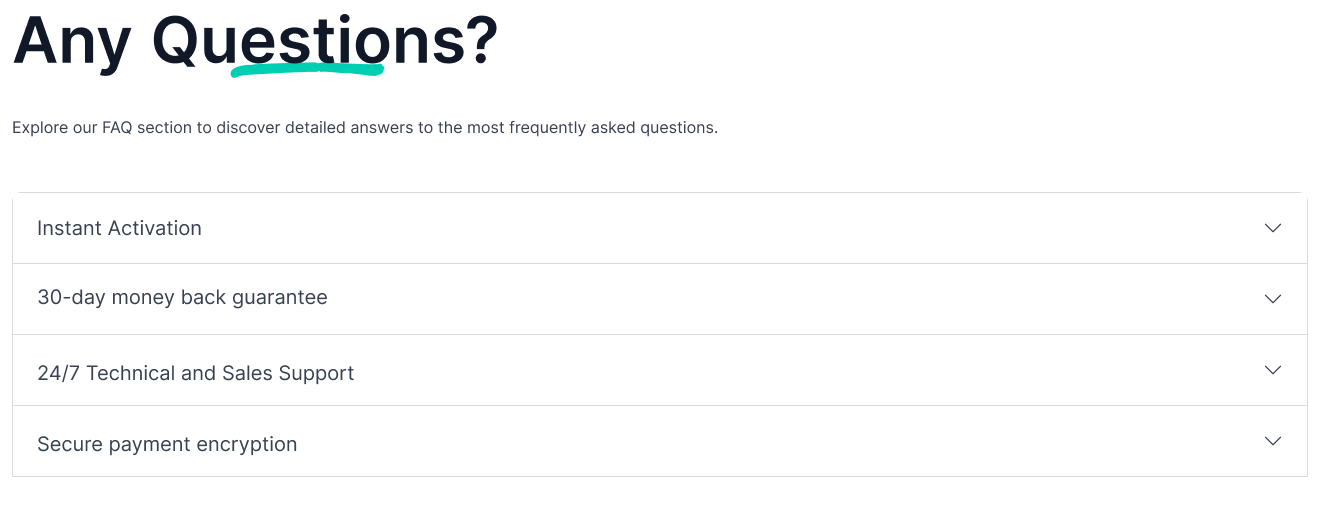 Any Questions?
Explore our FAQ section to discover detailed answers to the most frequently asked questions.
Instant Activation
30-day money back guarantee
24/7 Technical and Sales Support
Secure payment encryption